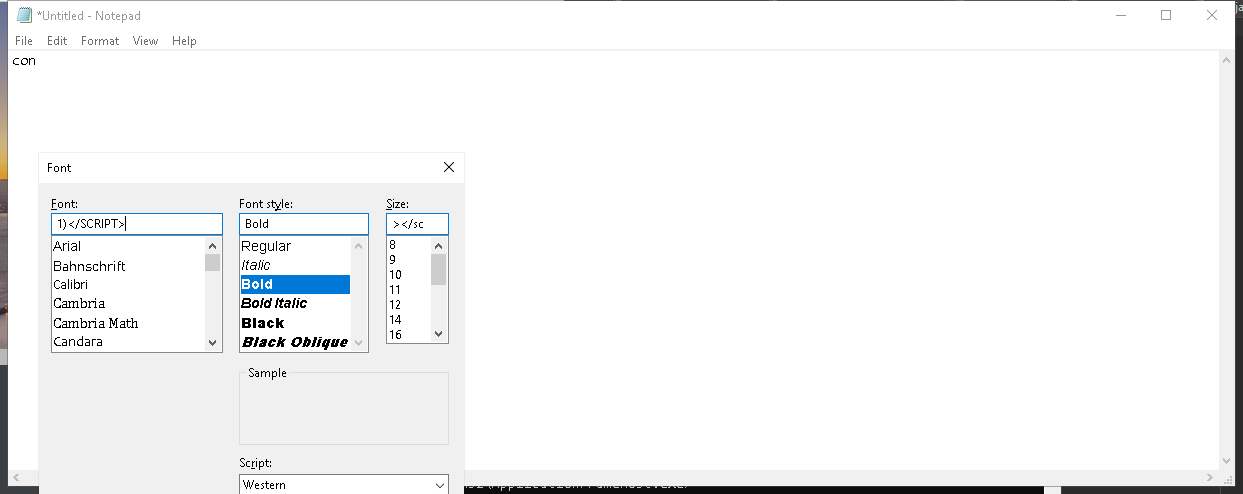 *Untitled - Notepad
File Edit Format View Help
con
Font
Font: Font style: Size:
1)</SCRIPT> Bold ></sc
Arial Regular 8
Bahnschrift Italic 9
Calibri Bold 10
Cambria Bold Italic 11
Cambria Math Black 12
Candara Black Oblique 14
16
Sample
Script:
Western